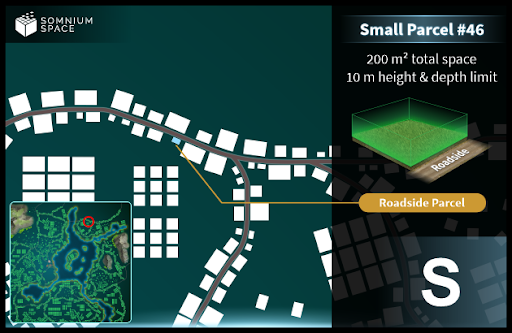 SOMNIUM
SPACE
Small Parcel #46
200 m² total space
10 m height & depth limit
Roadside
Roadside Parcel
S